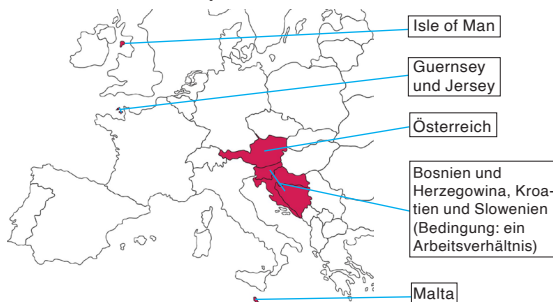 Isle of Man
Guernsey
und Jersey
Österreich
Bosnien und
Herzegowina, Kroa-
tien und Slowenien
(Bedingung: ein
Arbeitsverhältnis)
Malta